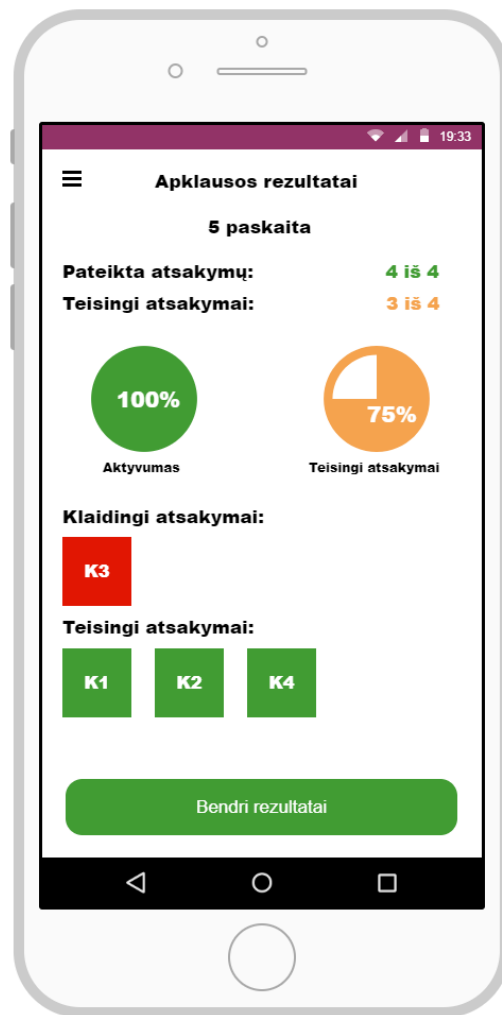 19:33
Apklausos rezultatai
5 paskaita
Pateikta atsakymų: 4 iš 4
Teisingi atsakymai: 3 iš 4
100% 75%
Aktyvumas Teisingi atsakymai
Klaidingi atsakymai:
K3
Teisingi atsakymai:
K1 K2 K4
Bendri rezultatai